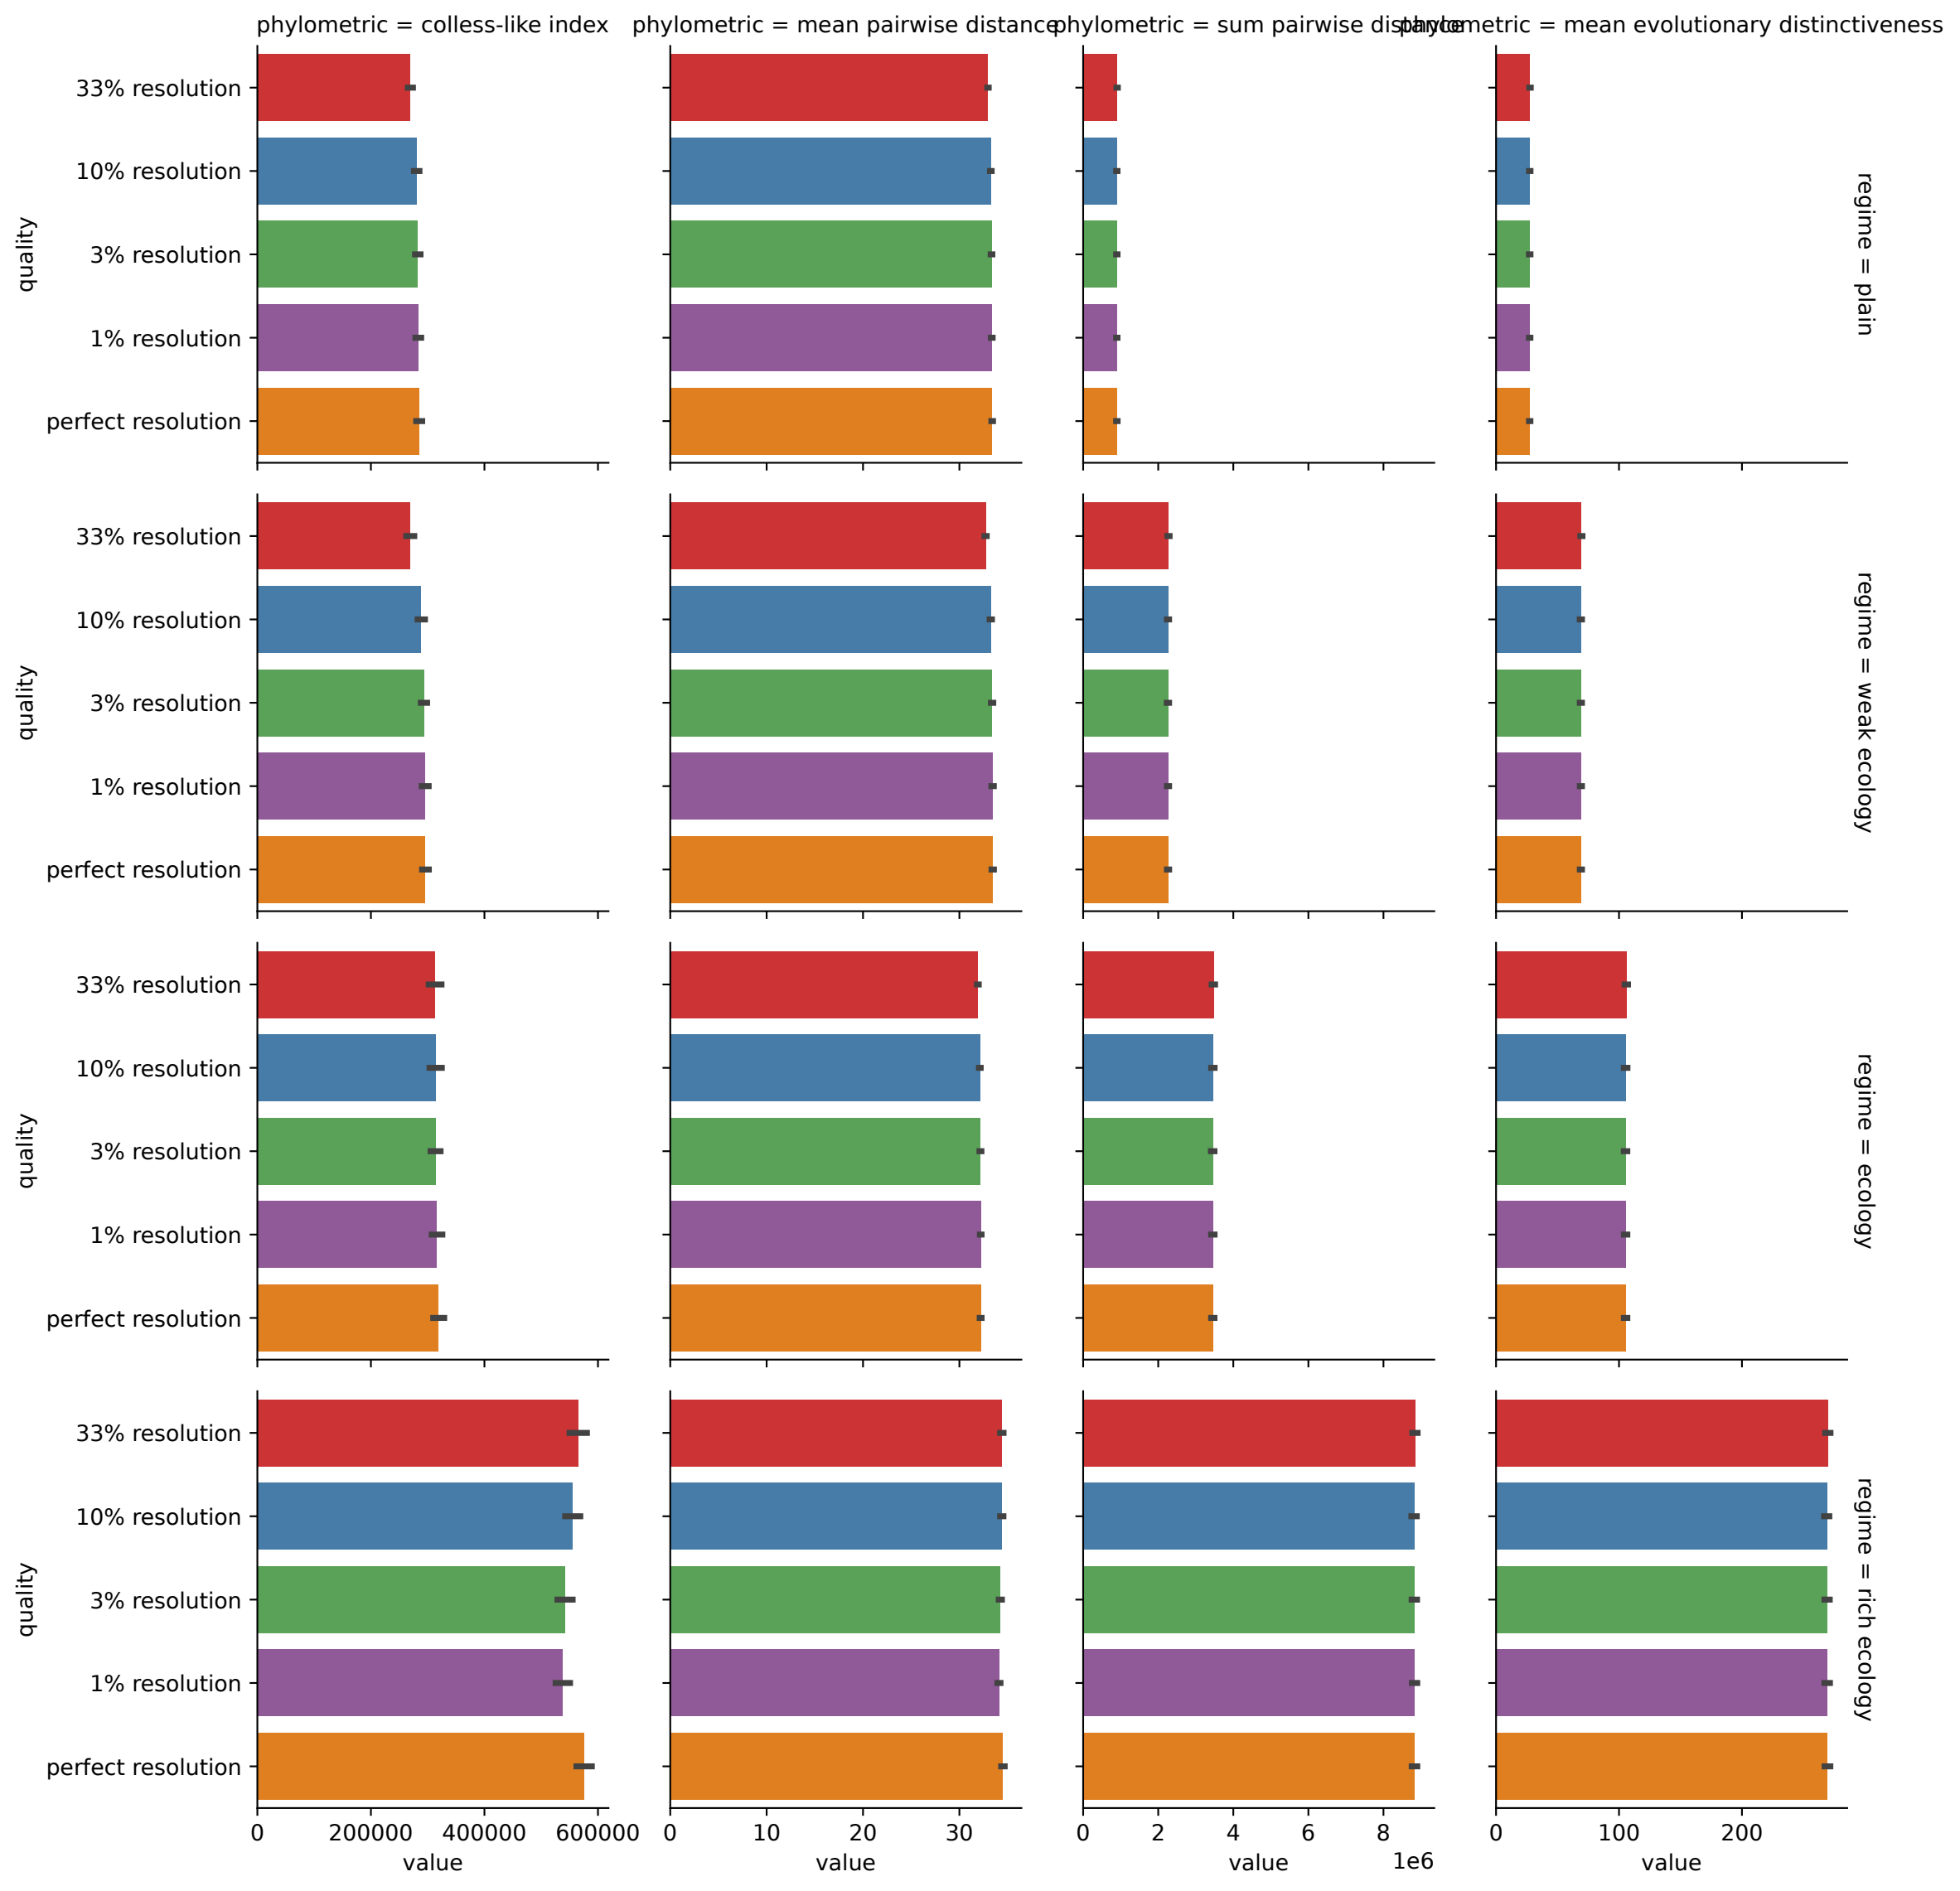 phylometric = colless-like index
phylometric = mean pairwise distance
phylometric = sum pairwise distance
phylometric = mean evolutionary distinctiveness
quality
33% resolution
10% resolution
3% resolution
1% resolution
perfect resolution
regime = plain
quality
33% resolution
10% resolution
3% resolution
1% resolution
perfect resolution
regime = weak ecology
quality
33% resolution
10% resolution
3% resolution
1% resolution
perfect resolution
regime = ecology
quality
33% resolution
10% resolution
3% resolution
1% resolution
perfect resolution
regime = rich ecology
0 200000 400000 600000
value
0 10 20 30
value
0 2 4 6 8
1e6
value
0 100 200
value